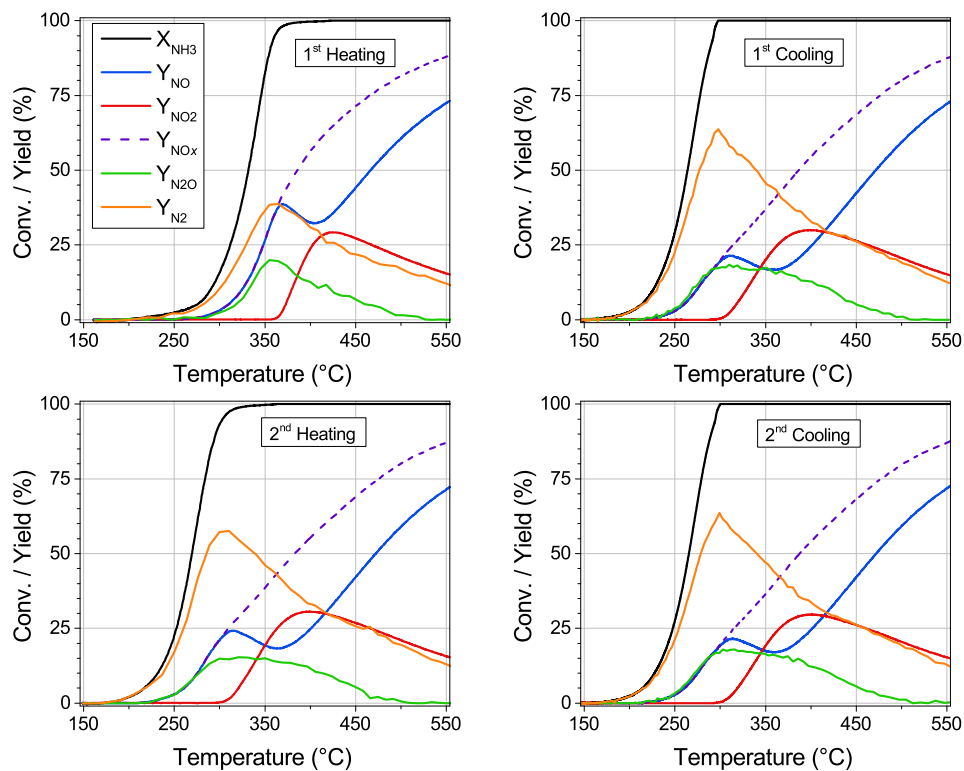 100
75
50
25
0
Conv. / Yield (%)
X_NH3
Y_NO
Y_NO2
Y_NOx
Y_N2O
Y_N2
1st Heating
150 250 350 450 550
Temperature (°C)
100
75
50
25
0
Conv. / Yield (%)
1st Cooling
150 250 350 450 550
Temperature (°C)
100
75
50
25
0
Conv. / Yield (%)
2nd Heating
150 250 350 450 550
Temperature (°C)
100
75
50
25
0
Conv. / Yield (%)
2nd Cooling
150 250 350 450 550
Temperature (°C)